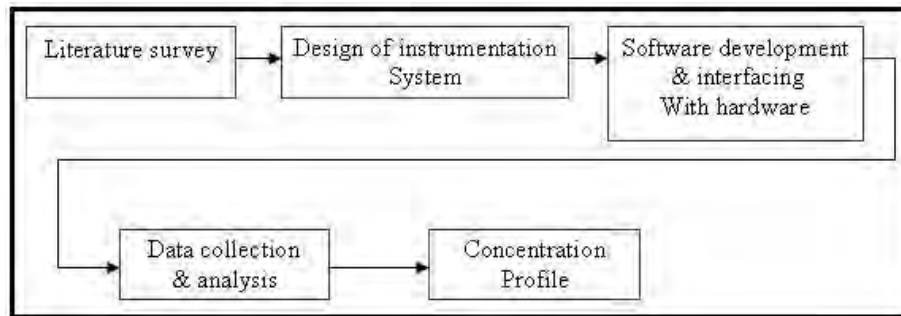 Literature survey
Design of instrumentation
System
Software development
& interfacing
With hardware
Data collection
& analysis
Concentration
Profile